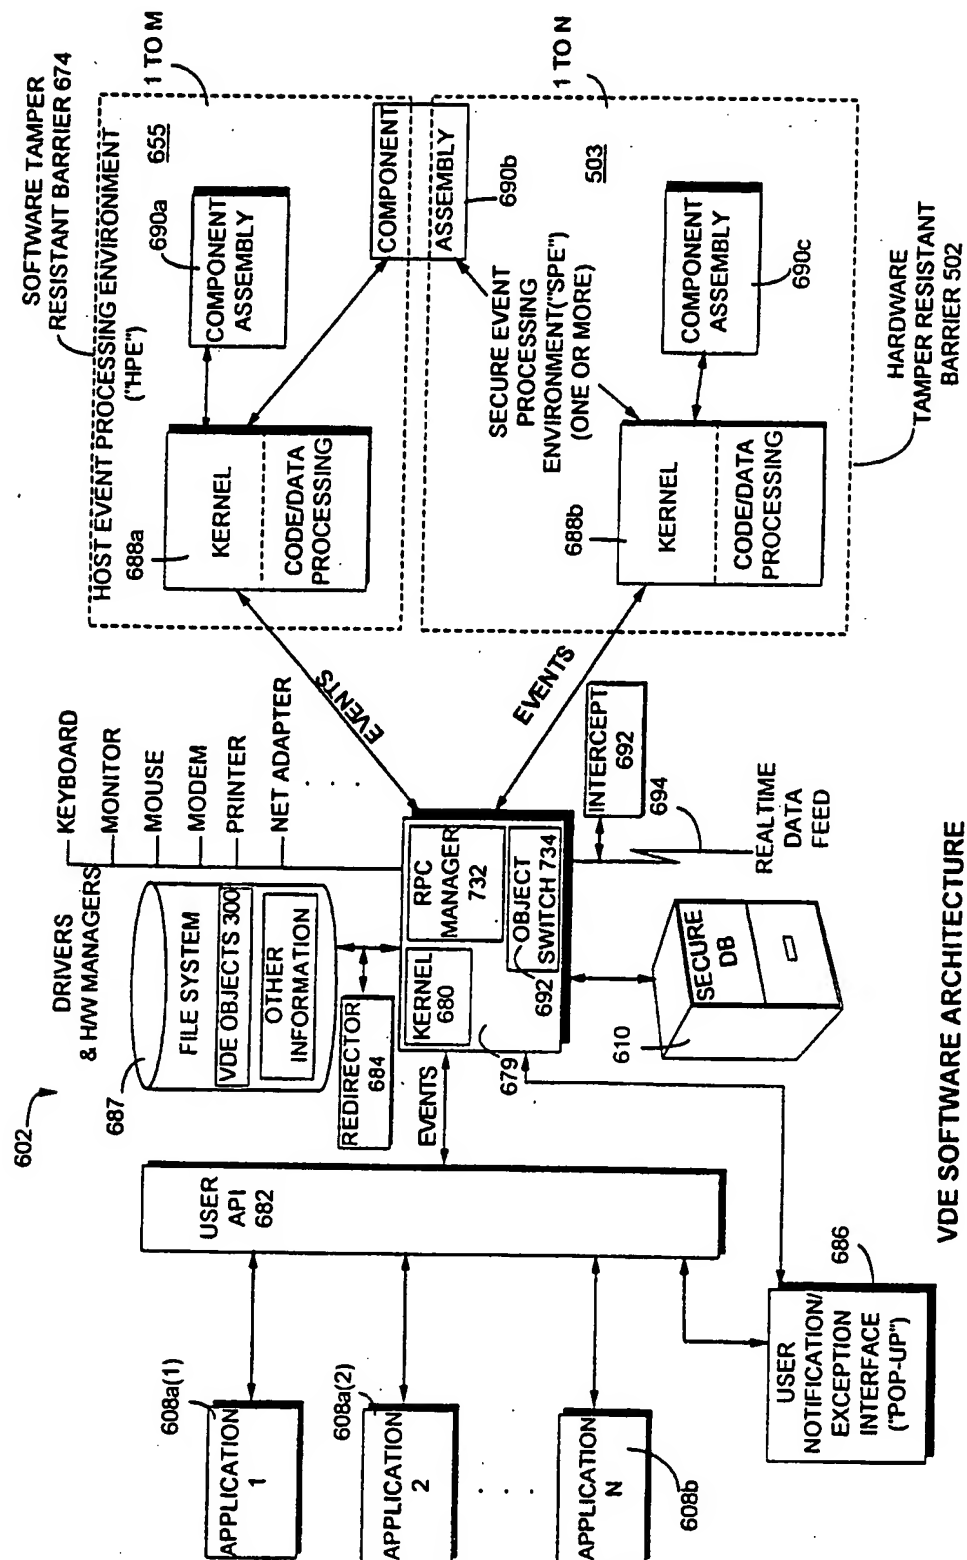 602
DRIVERS
& H/W MANAGERS
KEYBOARD
MONITOR
MOUSE
MODEM
PRINTER
NET ADAPTER
. . . .
SOFTWARE TAMPER
RESISTANT BARRIER 674
HOST EVENT PROCESSING ENVIRONMENT
("HPE")
655
1 TO M
688a
KERNEL
CODE/DATA
PROCESSING
690a
COMPONENT
ASSEMBLY
COMPONENT
ASSEMBLY
690b
687
FILE SYSTEM
VDE OBJECTS 300
OTHER
INFORMATION
REDIRECTOR
684
EVENTS
EVENTS
EVENTS
USER
API
682
608a(1)
APPLICATION
1
608a(2)
APPLICATION
2
. . . .
APPLICATION
N
608b
KERNEL
680
RPC
MANAGER
732
692
OBJECT
SWITCH 734
679
INTERCEPT
692
694
REALTIME
DATA
FEED
610
SECURE
DB
SECURE EVENT
PROCESSING
ENVIRONMENT("SPE")
(ONE OR MORE)
503
1 TO N
688b
KERNEL
CODE/DATA
PROCESSING
COMPONENT
ASSEMBLY
690c
HARDWARE
TAMPER RESISTANT
BARRIER 502
USER
NOTIFICATION/
EXCEPTION
INTERFACE
("POP-UP")
686
VDE SOFTWARE ARCHITECTURE